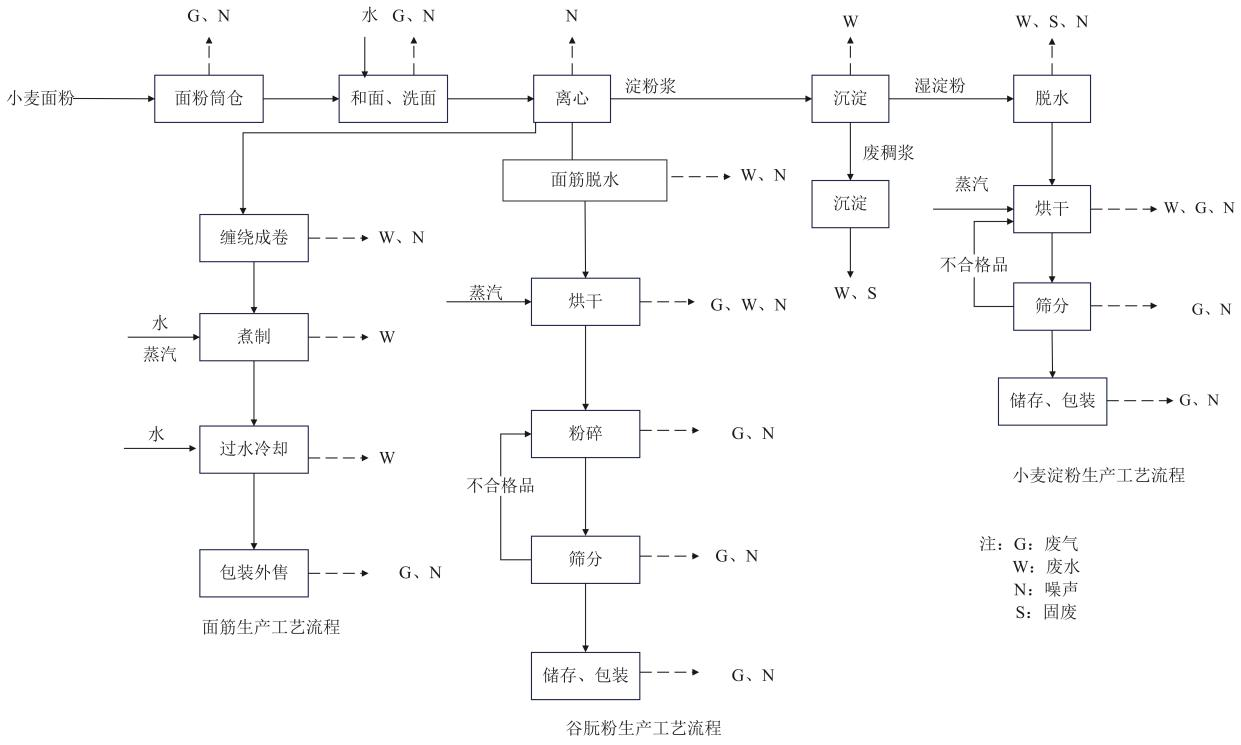 G、N
水
G、N
N
W
W、S、N
小麦面粉
面粉筒仓
和面、洗面
离心
淀粉浆
沉淀
湿淀粉
脱水
废稠浆
面筋脱水
W、N
沉淀
蒸汽
烘干
W、G、N
缠绕成卷
W、N
不合格品
W、S
蒸汽
烘干
G、W、N
筛分
G、N
水
蒸汽
煮制
W
储存、包装
G、N
水
过水冷却
W
粉碎
G、N
不合格品
小麦淀粉生产工艺流程
筛分
G、N
包装外售
G、N
面筋生产工艺流程
注：G：废气
W：废水
N：噪声
S：固废
储存、包装
G、N
谷朊粉生产工艺流程